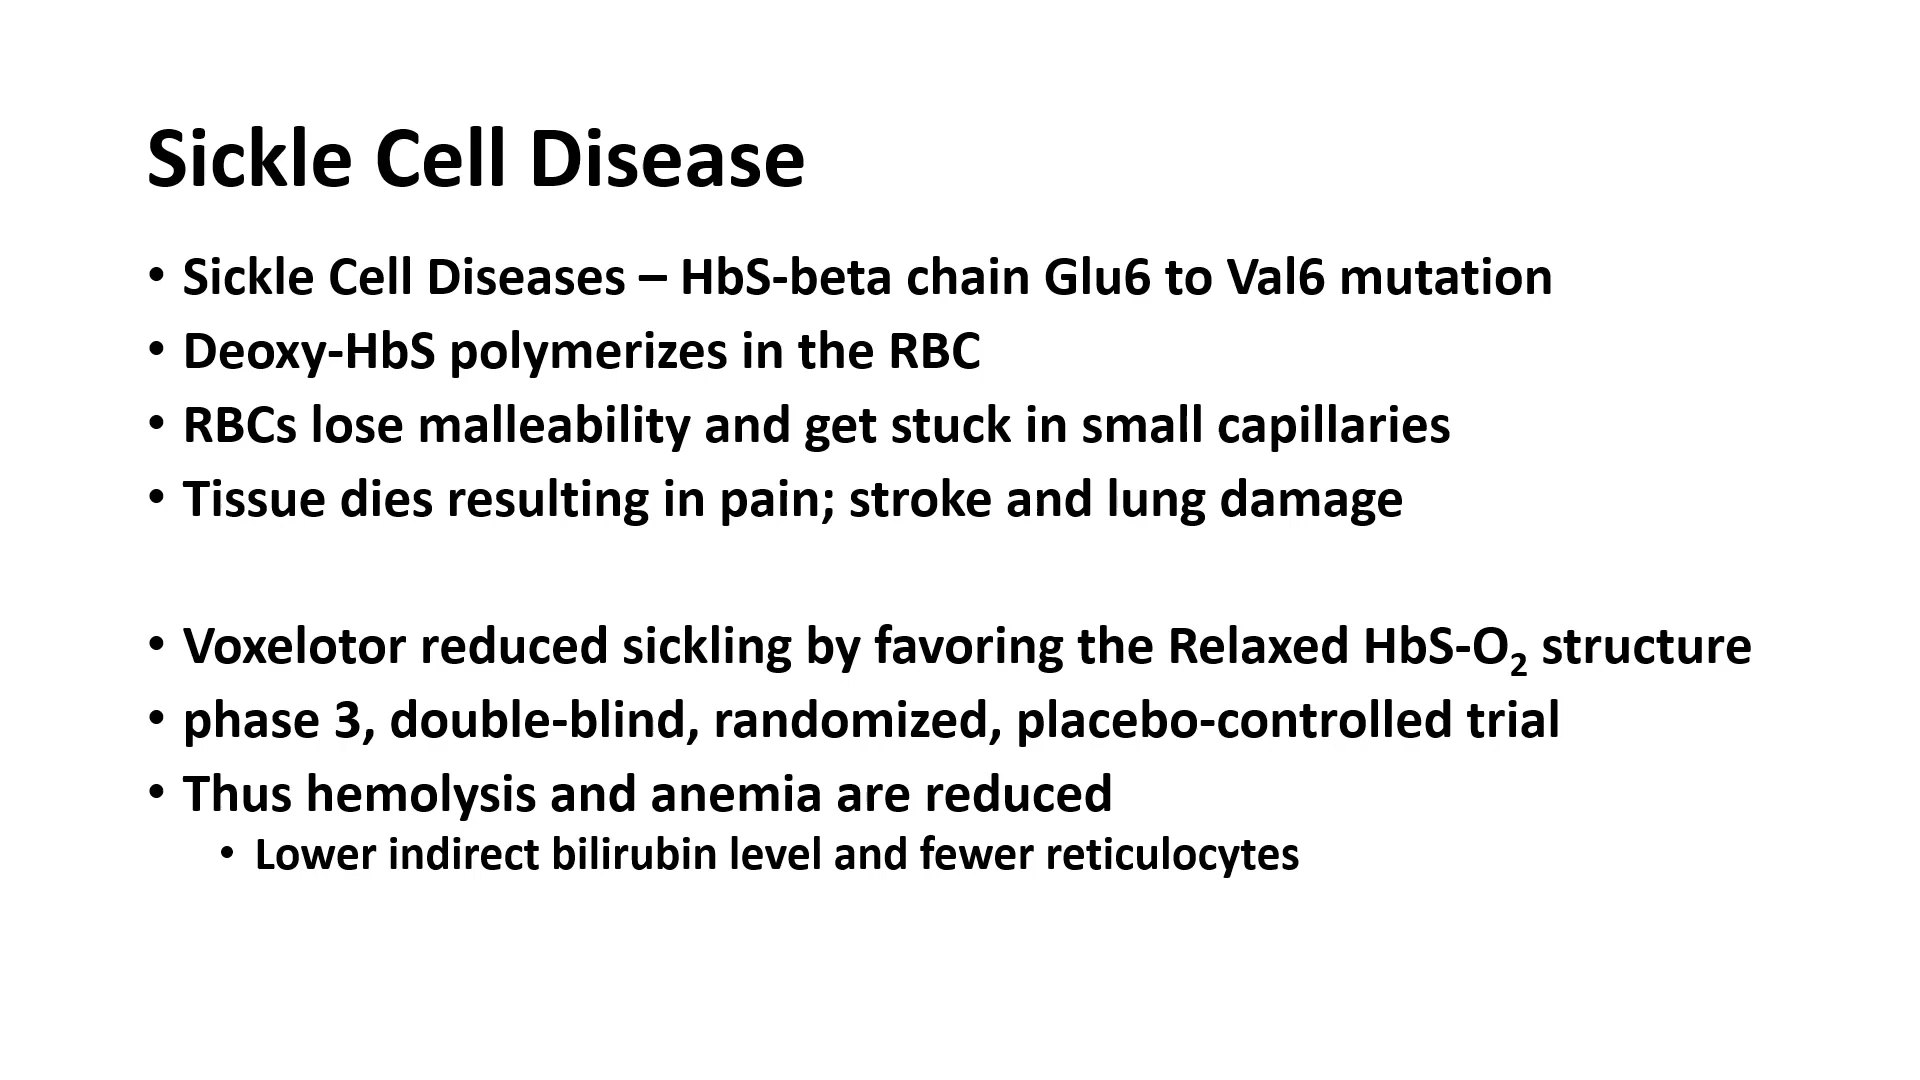 Sickle Cell Disease
• Sickle Cell Diseases – HbS-beta chain Glu6 to Val6 mutation
• Deoxy-HbS polymerizes in the RBC
• RBCs lose malleability and get stuck in small capillaries
• Tissue dies resulting in pain; stroke and lung damage
• Voxelotor reduced sickling by favoring the Relaxed HbS-O₂ structure
• phase 3, double-blind, randomized, placebo-controlled trial
• Thus hemolysis and anemia are reduced
• Lower indirect bilirubin level and fewer reticulocytes